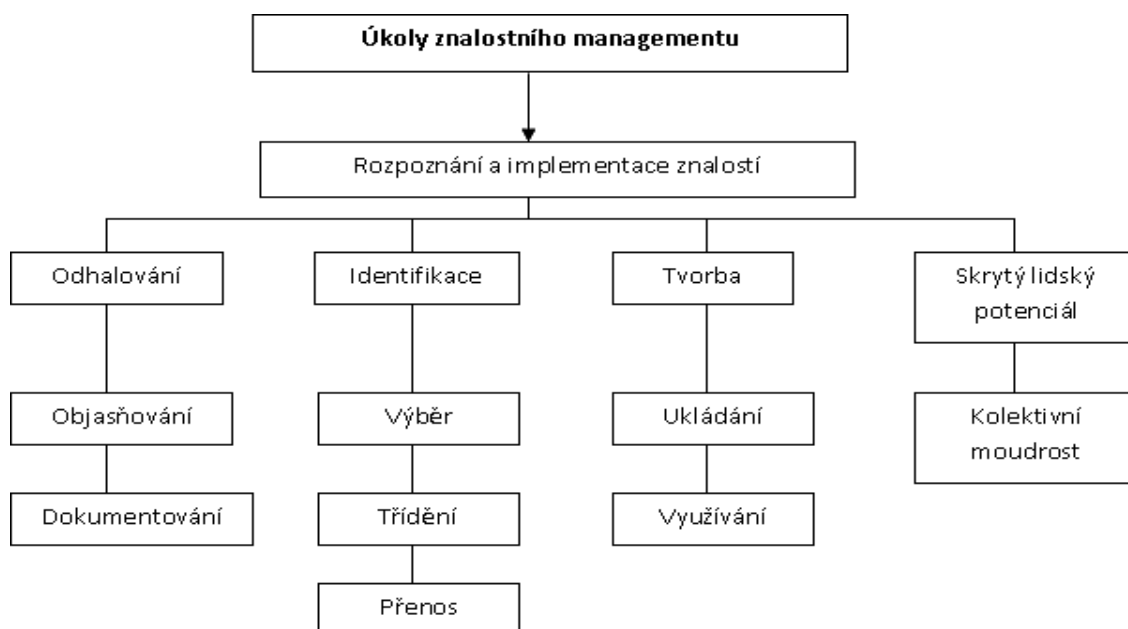 Úkoly znalostního managementu
Rozpoznání a implementace znalostí
Odhalování
Identifikace
Tvorba
Skrytý lidský
potenciál
Objasňování
Výběr
Ukládání
Kolektivní
moudrost
Dokumentování
Třídění
Využívání
Přenos